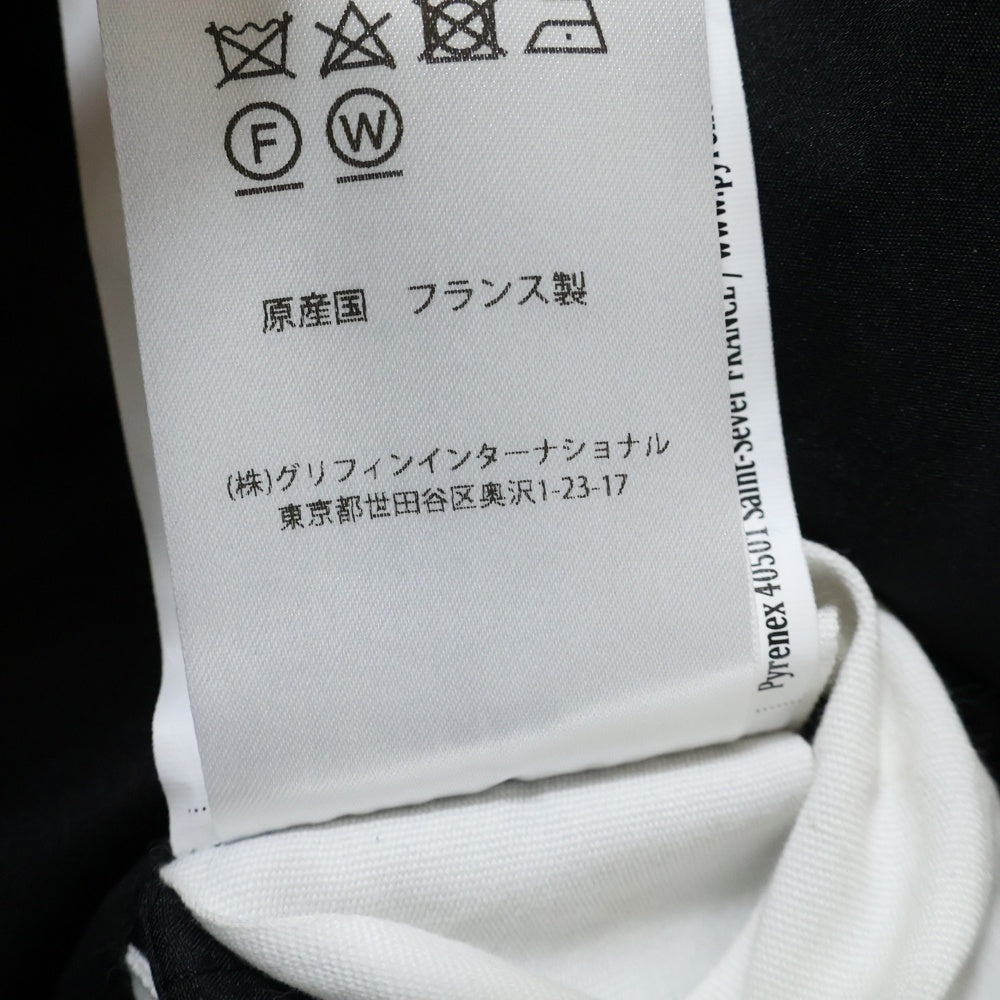 F W
原産国　フランス製
(株)グリフィンインターナショナル
東京都世田谷区奥沢1-23-17
Pyrenex 40501 Saint-Sever FRANCE /